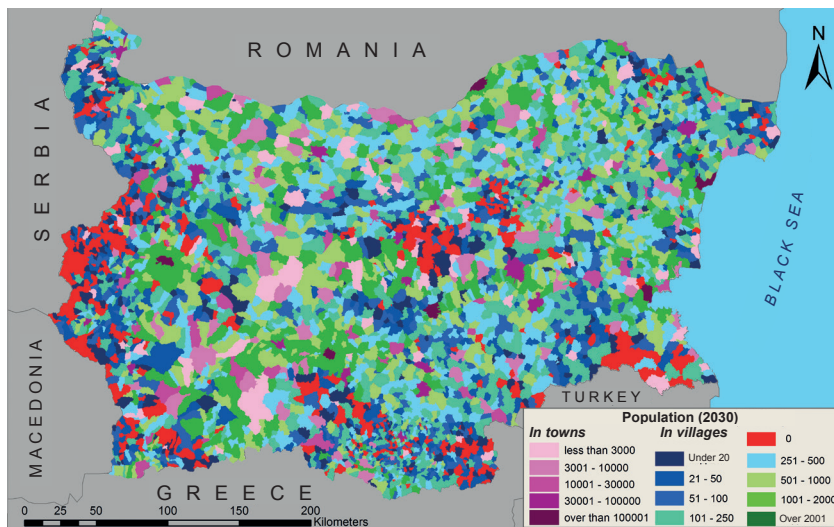 ROMANIA
N
SERBIA
BLACK SEA
MACEDONIA
TURKEY
GREECE
0 25 50 100 150 200
Kilometers
Population (2030)
In towns
less than 3000
3001 - 10000
10001 - 30000
30001 - 100000
over than 100001
In villages
Under 20
21 - 50
51 - 100
101 - 250
0
251 - 500
501 - 1000
1001 - 2000
Over 2001